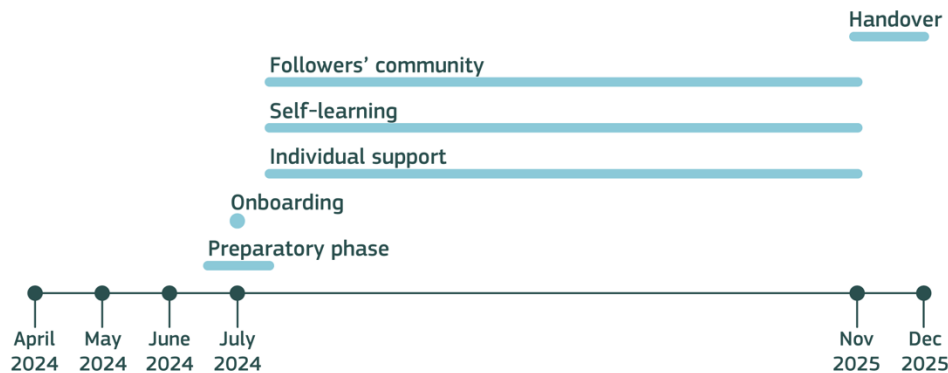 Handover
Followers’ community
Self-learning
Individual support
Onboarding
Preparatory phase
April May June July Nov Dec
2024 2024 2024 2024 2025 2025